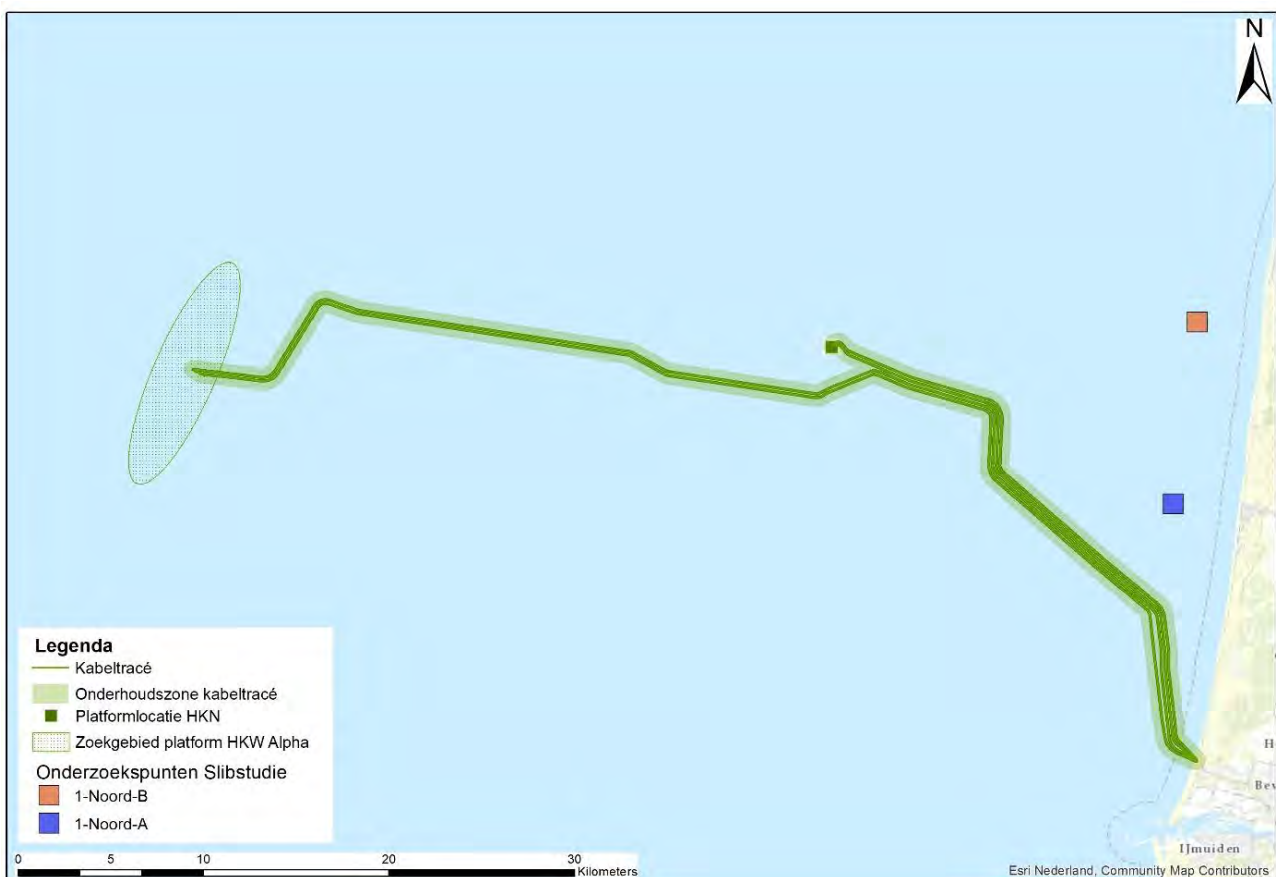 N
Legenda
Kabeltracé
Onderhoudszone kabeltracé
Platformlocatie HKN
Zoekgebied platform HKW Alpha
Onderzoekspunten Slibstudie
1-Noord-B
1-Noord-A
0 5 10 20 30
Kilometers
H
Bev
IJmuiden
Esri Nederland, Community Map Contributors